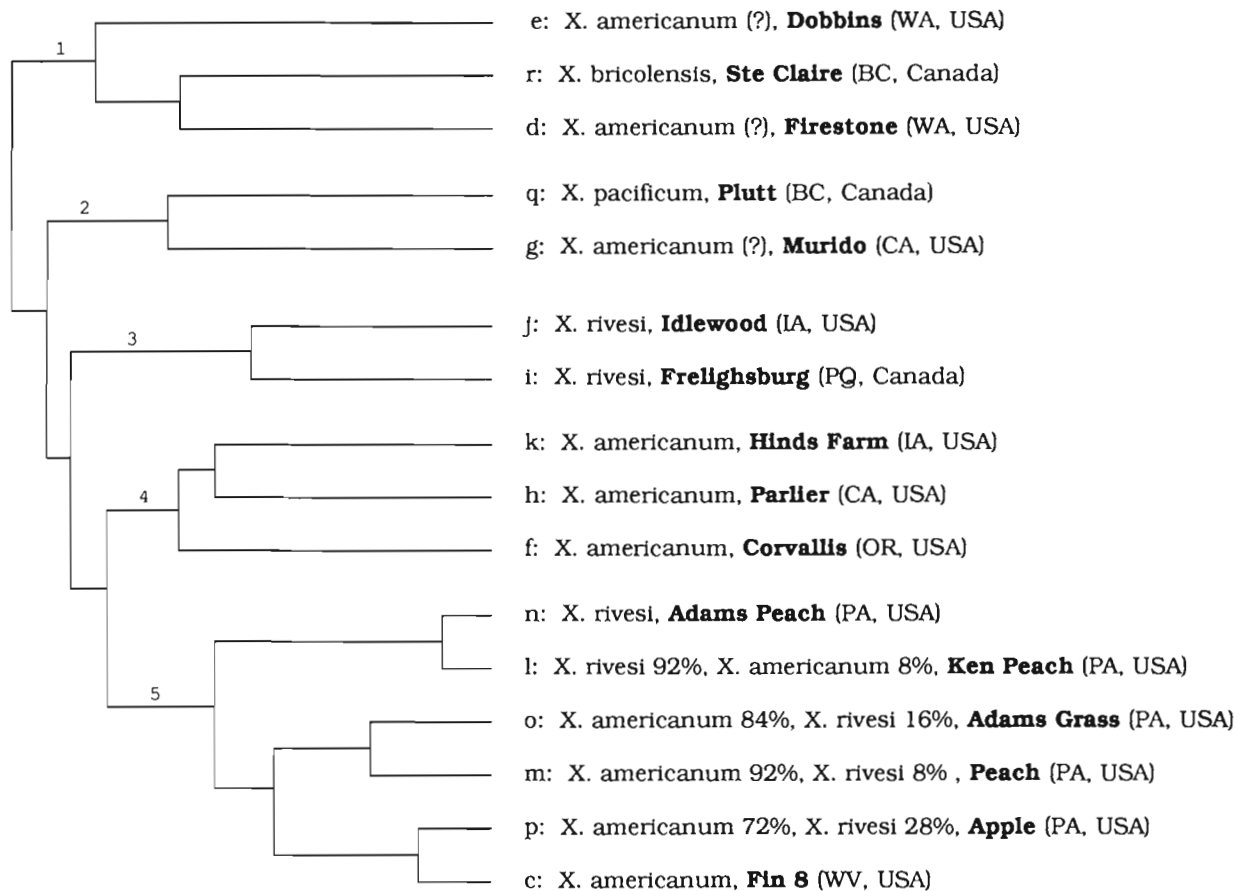 e: X. americanum (?), Dobbins (WA, USA)
1
r: X. bricolensis, Ste Claire (BC, Canada)
d: X. americanum (?), Firestone (WA, USA)
q: X. pacificum, Plutt (BC, Canada)
2
g: X. americanum (?), Murido (CA, USA)
j: X. rivesi, Idlewood (IA, USA)
3
i: X. rivesi, Frelighsburg (PQ, Canada)
k: X. americanum, Hinds Farm (IA, USA)
4
h: X. americanum, Parlier (CA, USA)
f: X. americanum, Corvallis (OR, USA)
n: X. rivesi, Adams Peach (PA, USA)
l: X. rivesi 92%, X. americanum 8%, Ken Peach (PA, USA)
5
o: X. americanum 84%, X. rivesi 16%, Adams Grass (PA, USA)
m: X. americanum 92%, X. rivesi 8% , Peach (PA, USA)
p: X. americanum 72%, X. rivesi 28%, Apple (PA, USA)
c: X. americanum, Fin 8 (WV, USA)